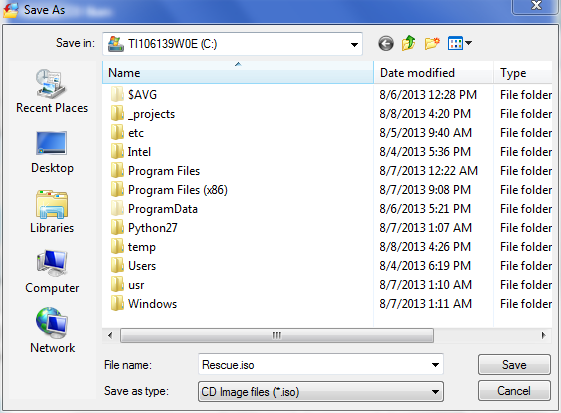 Save As
Save in: TI106139W0E (C:)
Recent Places
Desktop
Libraries
Computer
Network
Name Date modified Type
$AVG 8/6/2013 12:28 PM File folder
_projects 8/8/2013 4:20 PM File folder
etc 8/5/2013 9:40 AM File folder
Intel 8/4/2013 5:36 PM File folder
Program Files 8/7/2013 12:22 AM File folder
Program Files (x86) 8/7/2013 9:08 PM File folder
ProgramData 8/6/2013 5:21 PM File folder
Python27 8/7/2013 1:07 AM File folder
temp 8/8/2013 4:26 PM File folder
Users 8/4/2013 6:19 PM File folder
usr 8/7/2013 1:10 AM File folder
Windows 8/7/2013 1:11 AM File folder
File name: Rescue.iso Save
Save as type: CD Image files (*.iso) Cancel